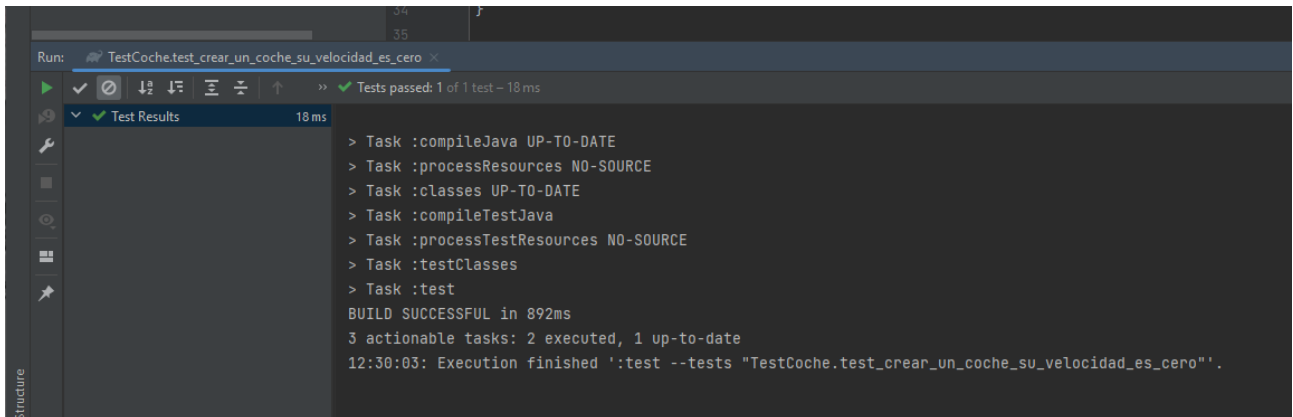 34 }
35
Run: TestCoche.test_crear_un_coche_su_velocidad_es_cero ×
» Tests passed: 1 of 1 test – 18 ms
Test Results 18 ms
> Task :compileJava UP-TO-DATE
> Task :processResources NO-SOURCE
> Task :classes UP-TO-DATE
> Task :compileTestJava
> Task :processTestResources NO-SOURCE
> Task :testClasses
> Task :test
BUILD SUCCESSFUL in 892ms
3 actionable tasks: 2 executed, 1 up-to-date
12:30:03: Execution finished ':test --tests "TestCoche.test_crear_un_coche_su_velocidad_es_cero"'.
Structure